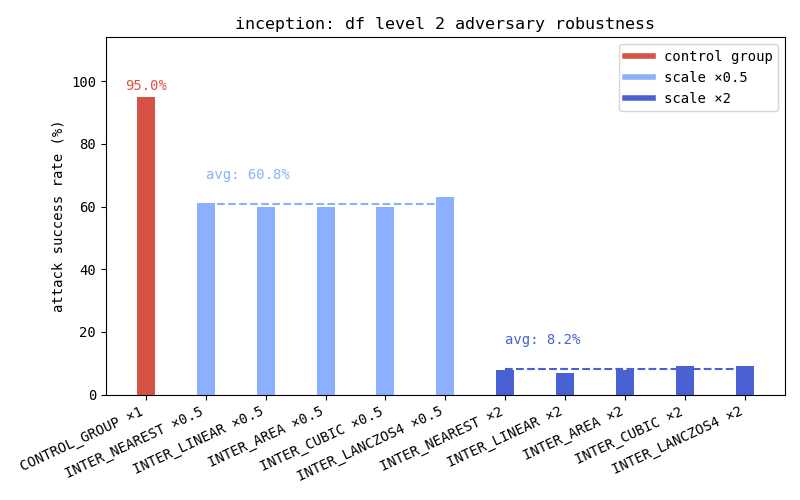 inception: df level 2 adversary robustness
attack success rate (%)
100
80
60
40
20
0
95.0%
avg: 60.8%
avg: 8.2%
control group
scale ×0.5
scale ×2
CONTROL_GROUP ×1
INTER_NEAREST ×0.5
INTER_LINEAR ×0.5
INTER_AREA ×0.5
INTER_CUBIC ×0.5
INTER_LANCZOS4 ×0.5
INTER_NEAREST ×2
INTER_LINEAR ×2
INTER_AREA ×2
INTER_CUBIC ×2
INTER_LANCZOS4 ×2